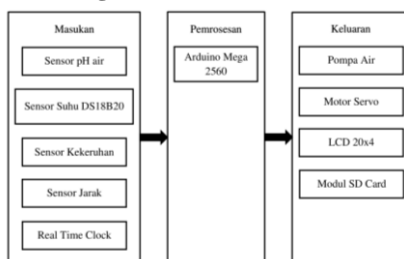 Masukan
Sensor pH air
Sensor Suhu DS18B20
Sensor Kekeruhan
Sensor Jarak
Real Time Clock
Pemrosesan
Arduino Mega
2560
Keluaran
Pompa Air
Motor Servo
LCD 20x4
Modul SD Card